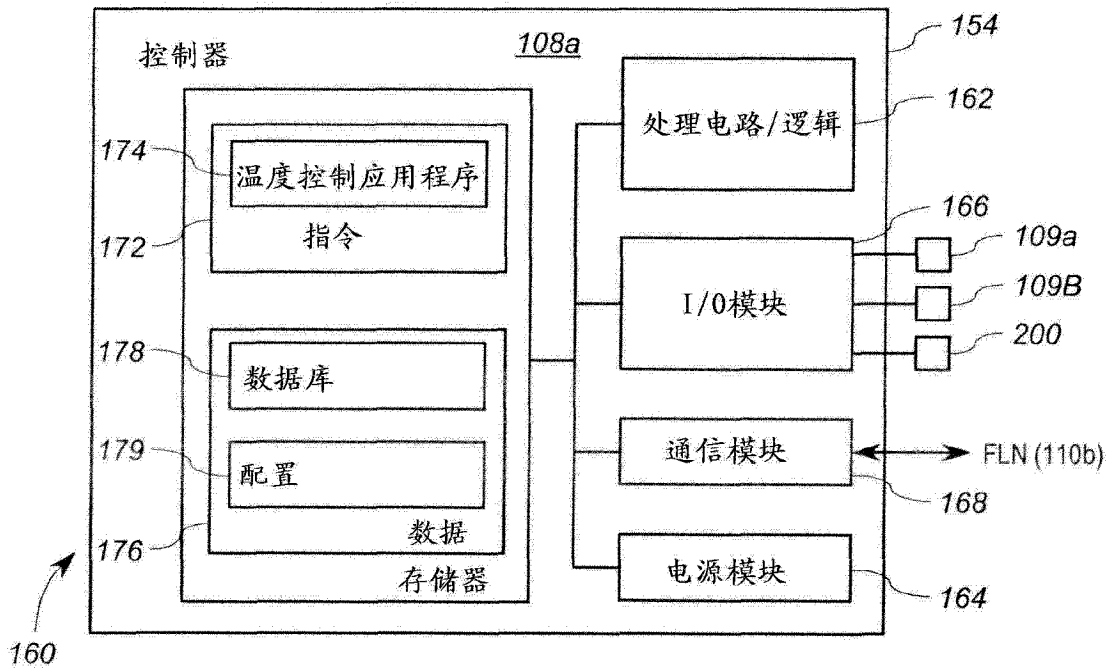 控制器
108a
154
处理电路/逻辑
162
174
温度控制应用程序
172
指令
166
I/O模块
109a
109B
200
178
数据库
179
配置
176
数据
存储器
通信模块
FLN (110b)
168
电源模块
164
160